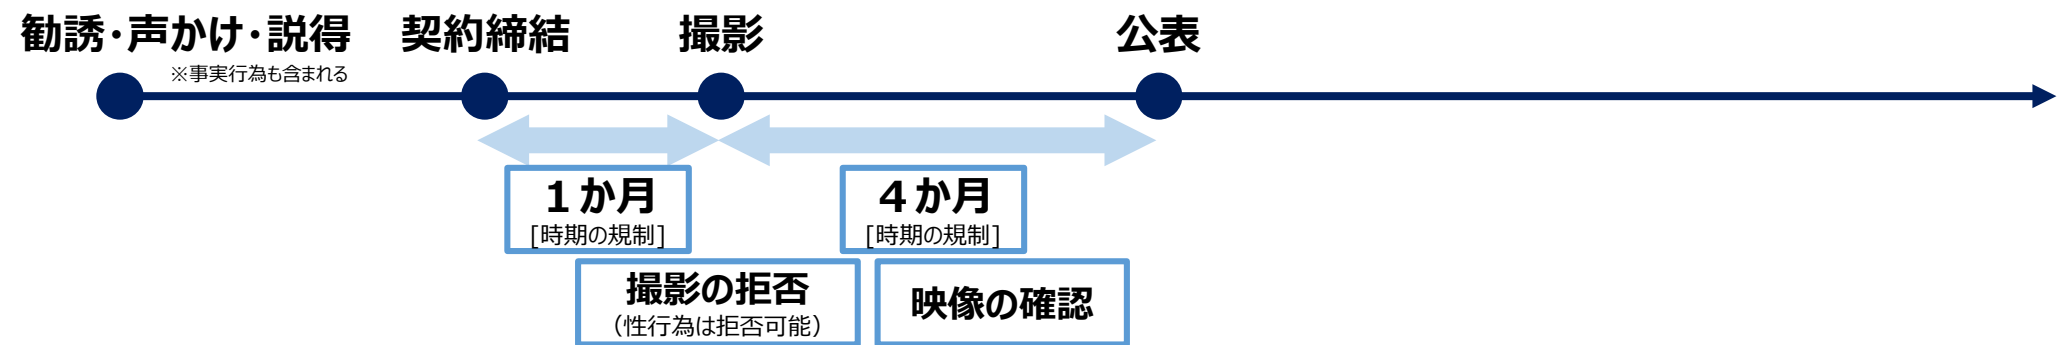 勧誘・声かけ・説得
契約締結
撮影
公表
※事実行為も含まれる
１か月
[時期の規制]
４か月
[時期の規制]
撮影の拒否
（性行為は拒否可能）
映像の確認